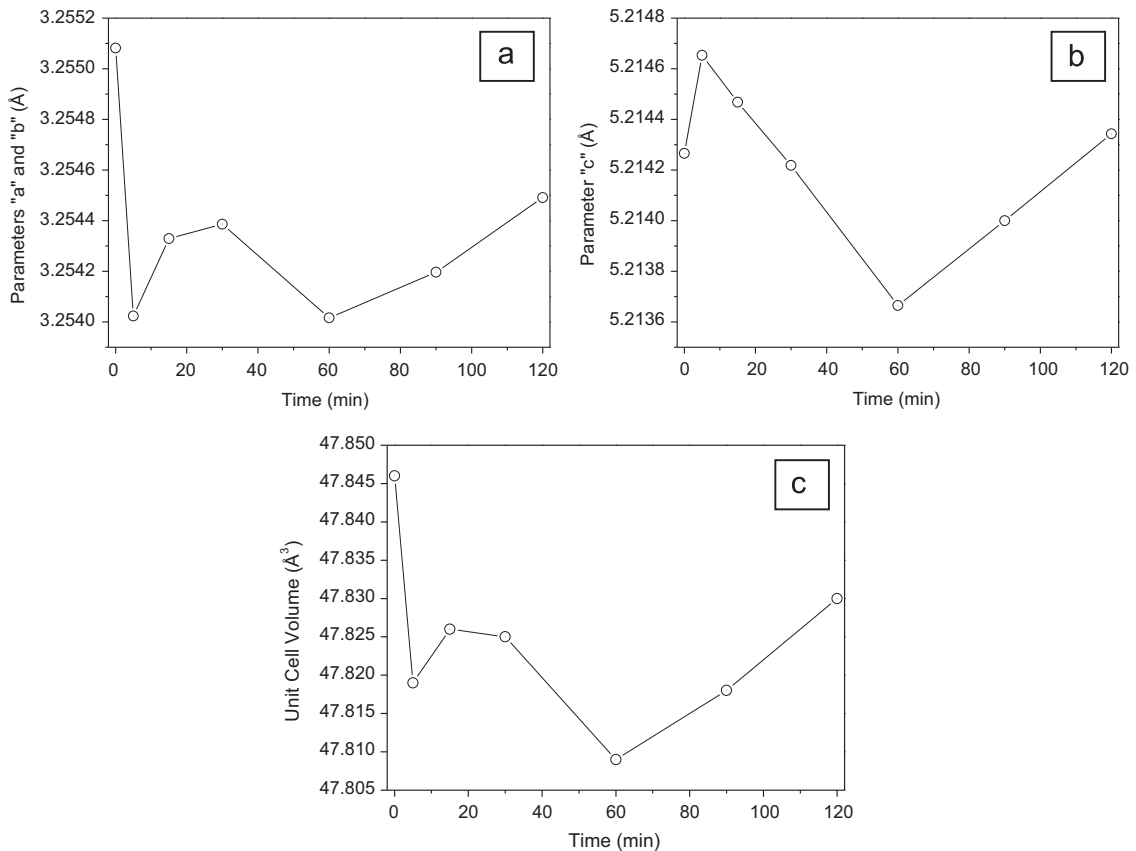 a
3.2552
3.2550
3.2548
3.2546
3.2544
3.2542
3.2540
Parameters "a" and "b" (Å)
0 20 40 60 80 100 120
Time (min)
b
5.2148
5.2146
5.2144
5.2142
5.2140
5.2138
5.2136
Parameter "c" (Å)
0 20 40 60 80 100 120
Time (min)
c
47.850
47.845
47.840
47.835
47.830
47.825
47.820
47.815
47.810
47.805
Unit Cell Volume (Å³)
0 20 40 60 80 100 120
Time (min)